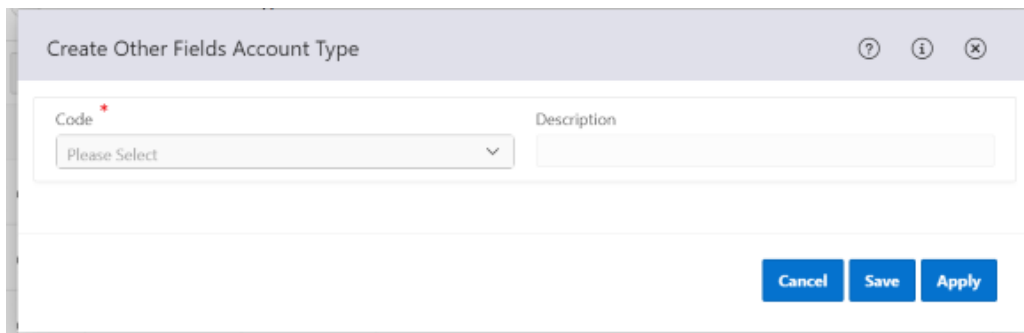 Create Other Fields Account Type
Code *
Description
Please Select
Cancel Save Apply